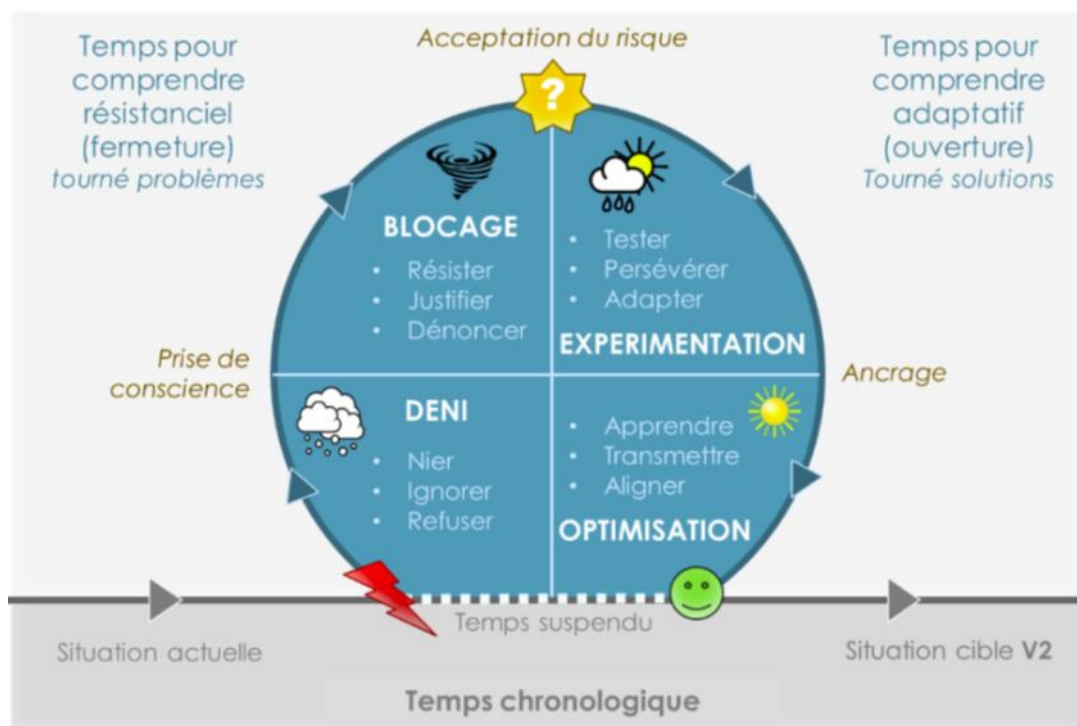 Acceptation du risque
Temps pour
comprendre
résistanciel
(fermeture)
tourné problèmes
Temps pour
comprendre
adaptatif
(ouverture)
Tourné solutions
?
BLOCAGE
• Résister
• Justifier
• Dénoncer
• Tester
• Persévérer
• Adapter
EXPERIMENTATION
Prise de
conscience
Ancrage
DENI
• Nier
• Ignorer
• Refuser
• Apprendre
• Transmettre
• Aligner
OPTIMISATION
Temps suspendu
Situation actuelle
Situation cible V2
Temps chronologique